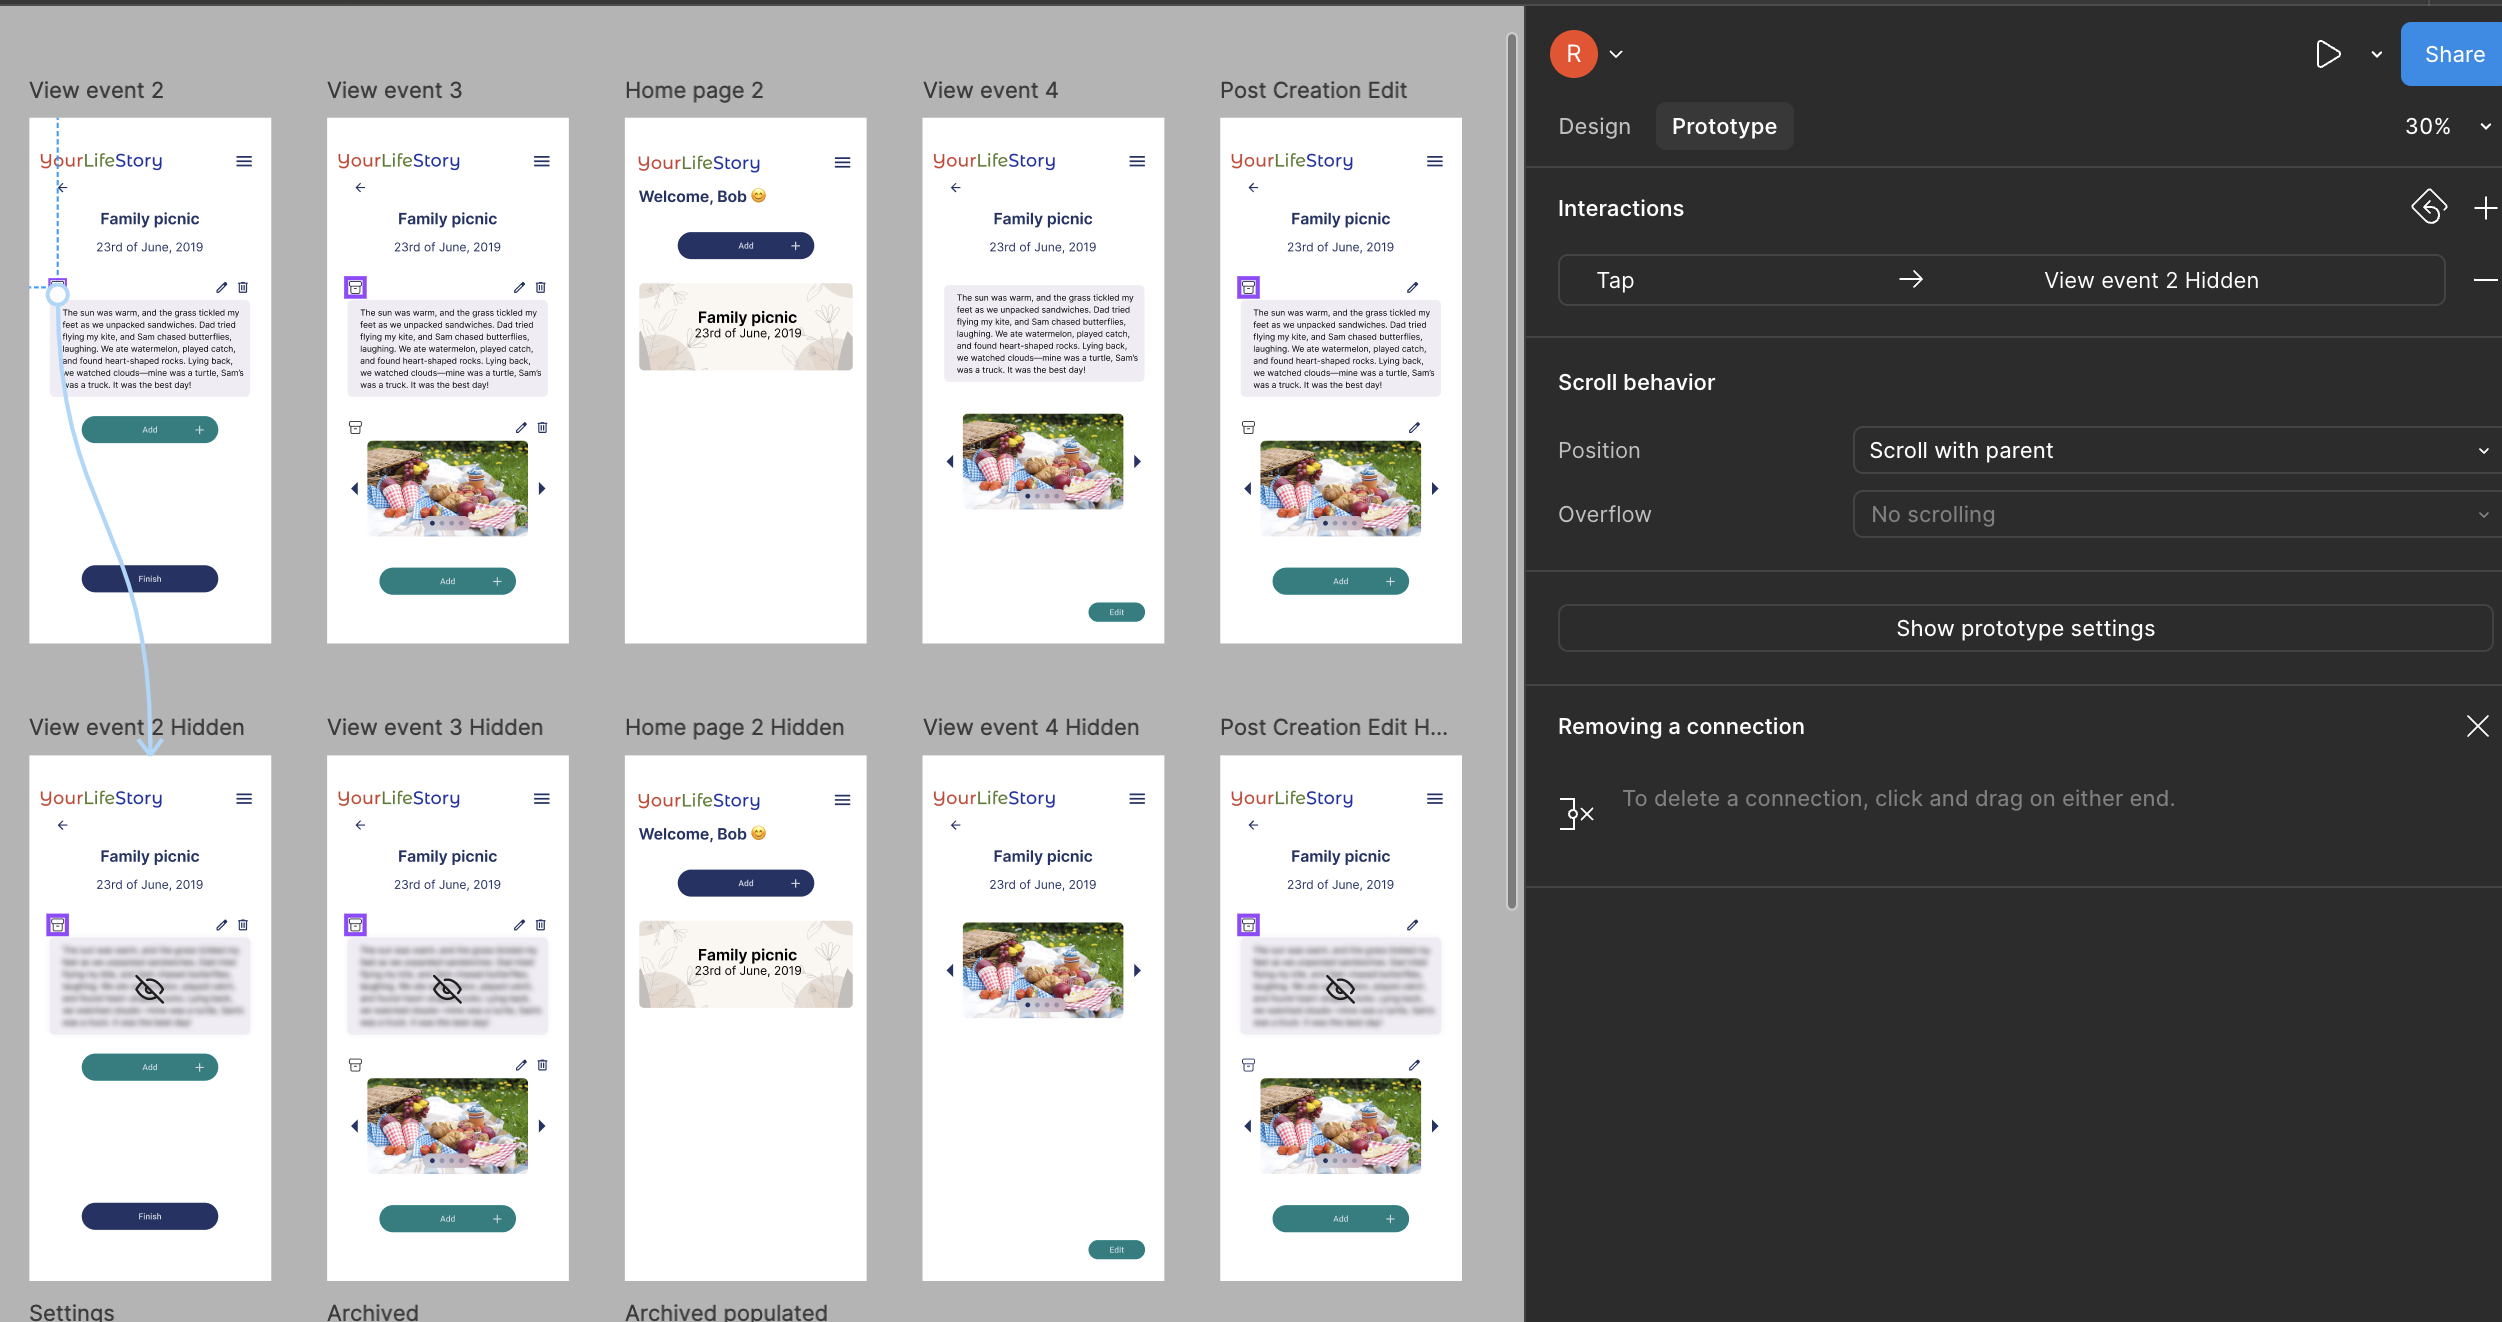 View event 2
YourLifeStory
Family picnic
23rd of June, 2019
The sun was warm, and the grass tickled my
feet as we unpacked sandwiches. Dad tried
flying my kite, and Sam chased butterflies,
laughing. We ate watermelon, played catch,
and found heart-shaped rocks. Lying back,
we watched clouds—mine was a turtle, Sam's
was a truck. It was the best day!
Add
Finish
View event 3
YourLifeStory
Family picnic
23rd of June, 2019
The sun was warm, and the grass tickled my
feet as we unpacked sandwiches. Dad tried
flying my kite, and Sam chased butterflies,
laughing. We ate watermelon, played catch,
and found heart-shaped rocks. Lying back,
we watched clouds—mine was a turtle, Sam's
was a truck. It was the best day!
Add
Home page 2
YourLifeStory
Welcome, Bob 😊
Add
Family picnic
23rd of June, 2019
View event 4
YourLifeStory
Family picnic
23rd of June, 2019
The sun was warm, and the grass tickled my
feet as we unpacked sandwiches. Dad tried
flying my kite, and Sam chased butterflies,
laughing. We ate watermelon, played catch,
and found heart-shaped rocks. Lying back,
we watched clouds—mine was a turtle, Sam's
was a truck. It was the best day!
Edit
Post Creation Edit
YourLifeStory
Family picnic
23rd of June, 2019
The sun was warm, and the grass tickled my
feet as we unpacked sandwiches. Dad tried
flying my kite, and Sam chased butterflies,
laughing. We ate watermelon, played catch,
and found heart-shaped rocks. Lying back,
we watched clouds—mine was a turtle, Sam's
was a truck. It was the best day!
Add
View event 2 Hidden
YourLifeStory
Family picnic
23rd of June, 2019
Add
Finish
View event 3 Hidden
YourLifeStory
Family picnic
23rd of June, 2019
Add
Home page 2 Hidden
YourLifeStory
Welcome, Bob 😊
Add
Family picnic
23rd of June, 2019
View event 4 Hidden
YourLifeStory
Family picnic
23rd of June, 2019
Edit
Post Creation Edit H...
YourLifeStory
Family picnic
23rd of June, 2019
Add
Settings
Archived
Archived populated
R
Share
Design
Prototype
30%
Interactions
Tap → View event 2 Hidden
Scroll behavior
Position
Scroll with parent
Overflow
No scrolling
Show prototype settings
Removing a connection
To delete a connection, click and drag on either end.